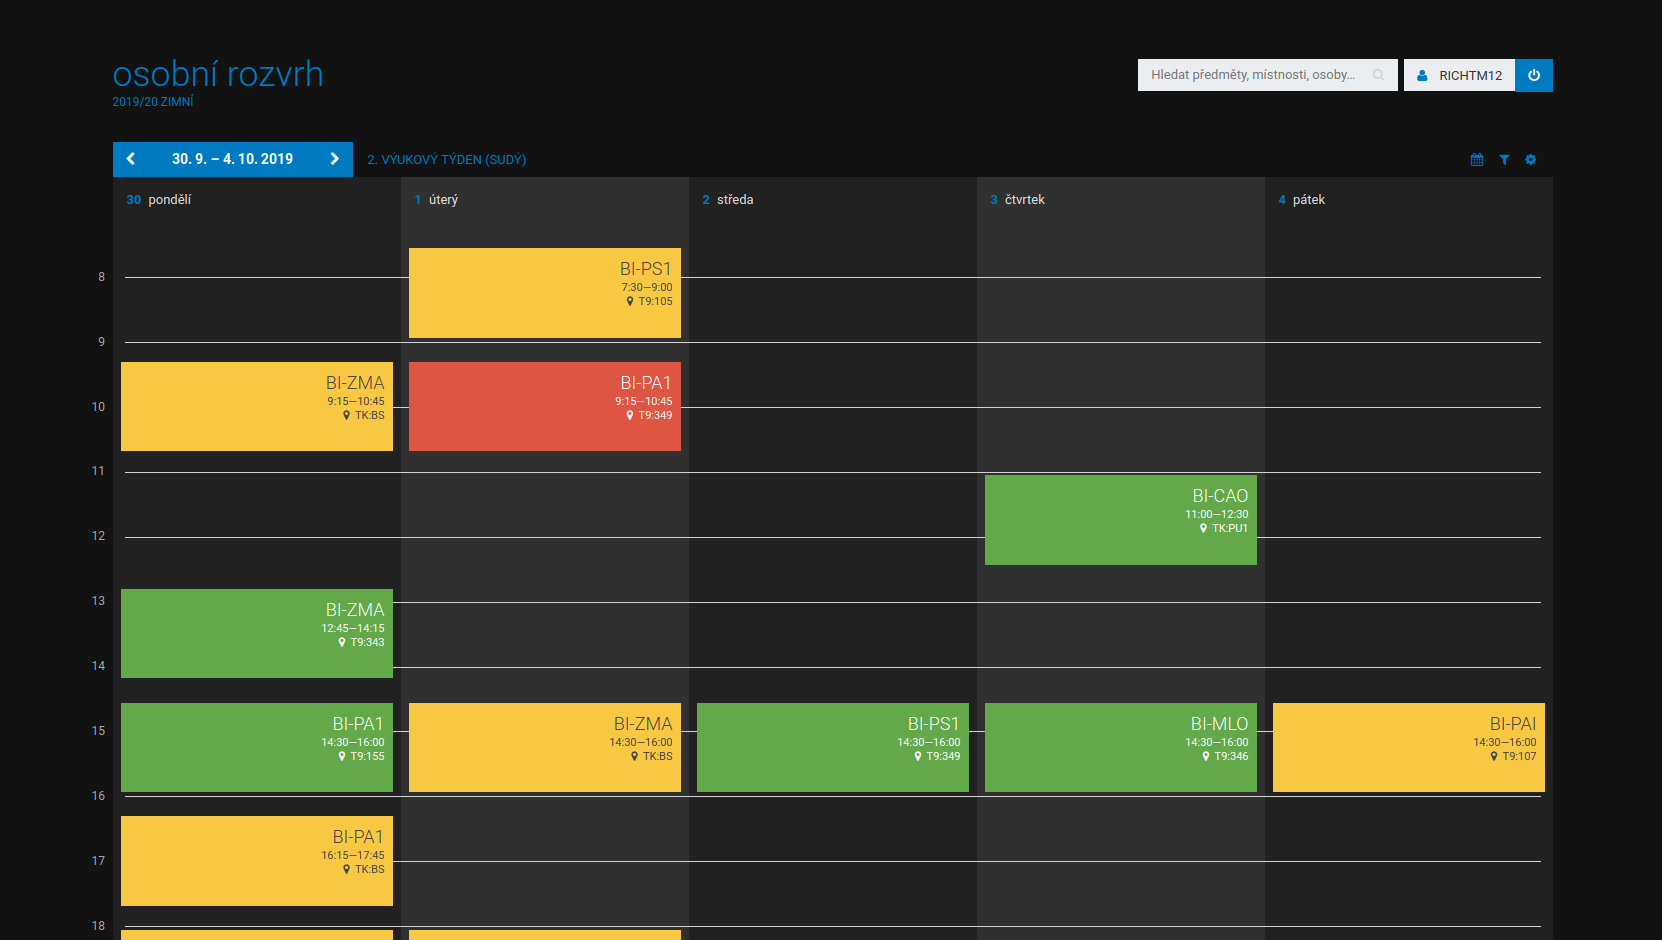 osobní rozvrh
2019/20 ZIMNÍ
Hledat předměty, místnosti, osoby...
RICHTM12
30. 9. – 4. 10. 2019
2. VÝUKOVÝ TÝDEN (SUDÝ)
30 pondělí
1 úterý
2 středa
3 čtvrtek
4 pátek
8
BI-PS1
7:30—9:00
T9:105
9
BI-ZMA
9:15—10:45
TK:BS
BI-PA1
9:15—10:45
T9:349
10
11
BI-CAO
11:00—12:30
TK:PU1
12
13
BI-ZMA
12:45—14:15
T9:343
14
BI-PA1
14:30—16:00
T9:155
BI-ZMA
14:30—16:00
TK:BS
BI-PS1
14:30—16:00
T9:349
BI-MLO
14:30—16:00
T9:346
BI-PAI
14:30—16:00
T9:107
15
16
BI-PA1
16:15—17:45
TK:BS
17
18